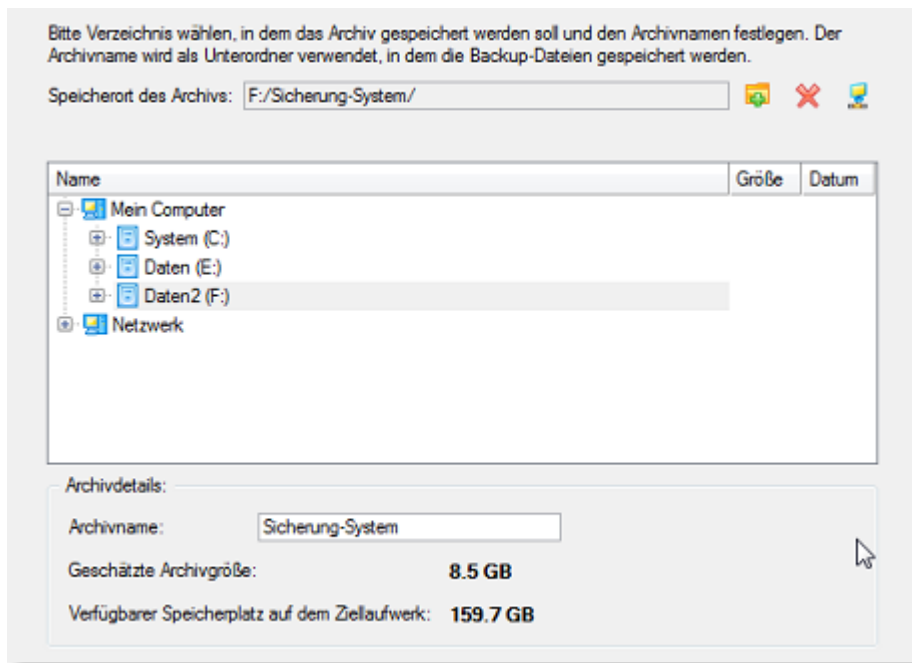 Bitte Verzeichnis wählen, in dem das Archiv gespeichert werden soll und den Archivnamen festlegen. Der
Archivname wird als Unterordner verwendet, in dem die Backup-Dateien gespeichert werden.
Speicherort des Archivs: F:/Sicherung-System/
Name Größe Datum
Mein Computer
System (C:)
Daten (E:)
Daten2 (F:)
Netzwerk
Archivdetails:
Archivname: Sicherung-System
Geschätzte Archivgröße: 8.5 GB
Verfügbarer Speicherplatz auf dem Ziellaufwerk: 159.7 GB